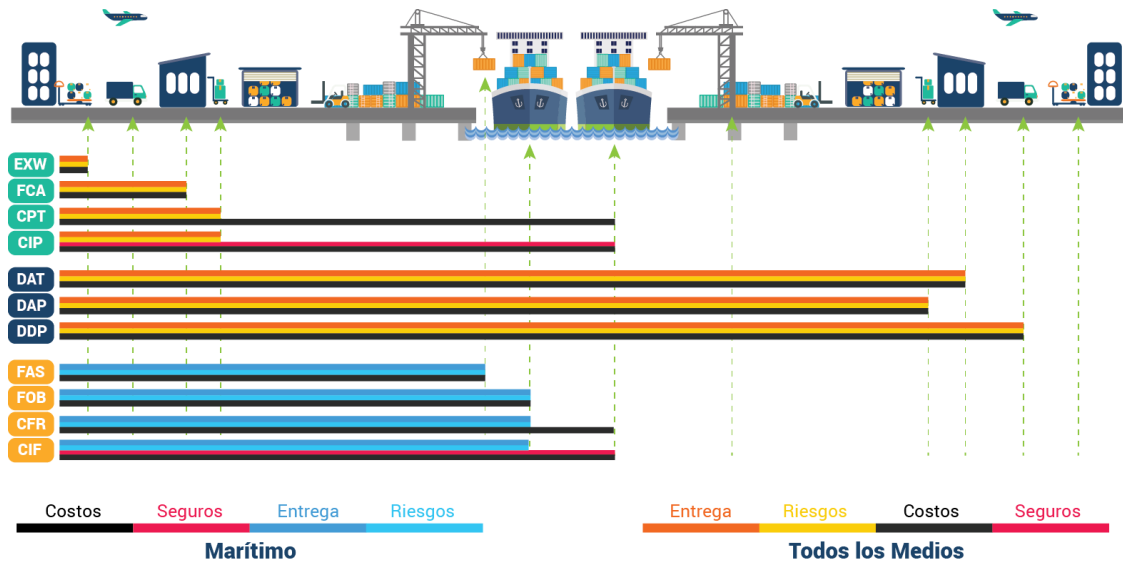 EXW
FCA
CPT
CIP
DAT
DAP
DDP
FAS
FOB
CFR
CIF
Costos Seguros Entrega Riesgos
Marítimo
Entrega Riesgos Costos Seguros
Todos los Medios